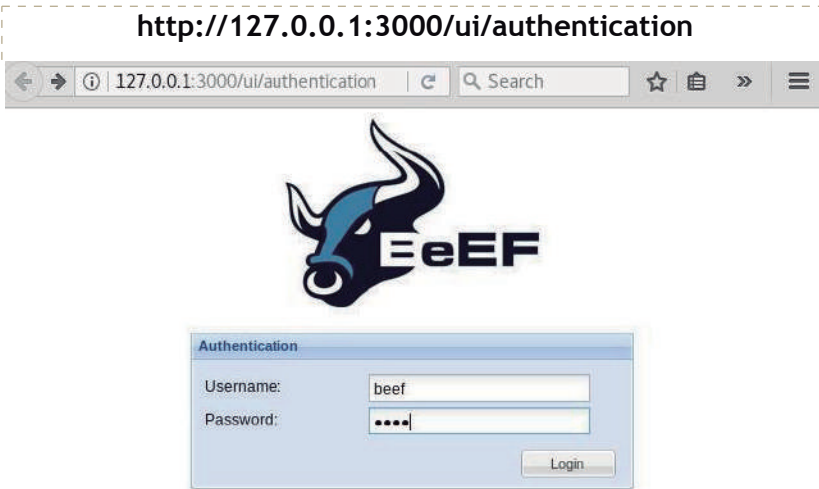 http://127.0.0.1:3000/ui/authentication
127.0.0.1:3000/ui/authentication Search
BeEF
Authentication
Username: beef
Password: ••••
Login